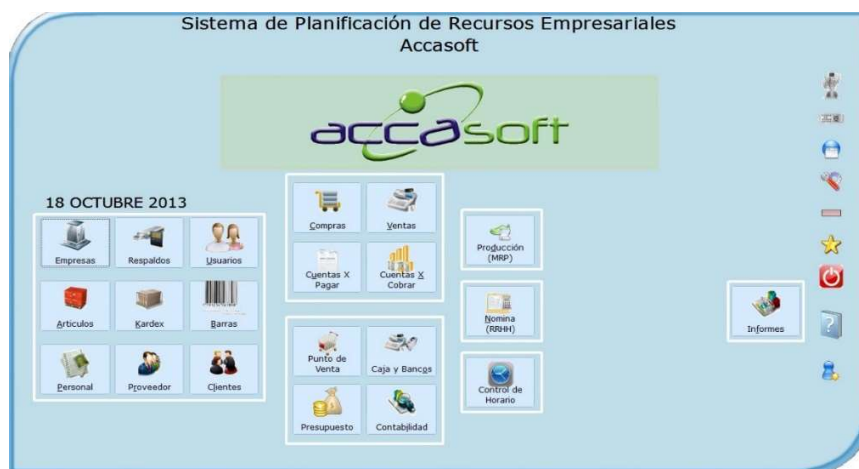 Sistema de Planificación de Recursos Empresariales
Accasoft
accasoft
18 OCTUBRE 2013
Empresas
Respaldos
Usuarios
Articulos
Kardex
Barras
Personal
Proveedor
Clientes
Compras
Ventas
Cuentas X
Pagar
Cuentas X
Cobrar
Punto de
Venta
Caja y Bancos
Presupuesto
Contabilidad
Producción
(MRP)
Nomina
(RRHH)
Control de
Horario
Informes